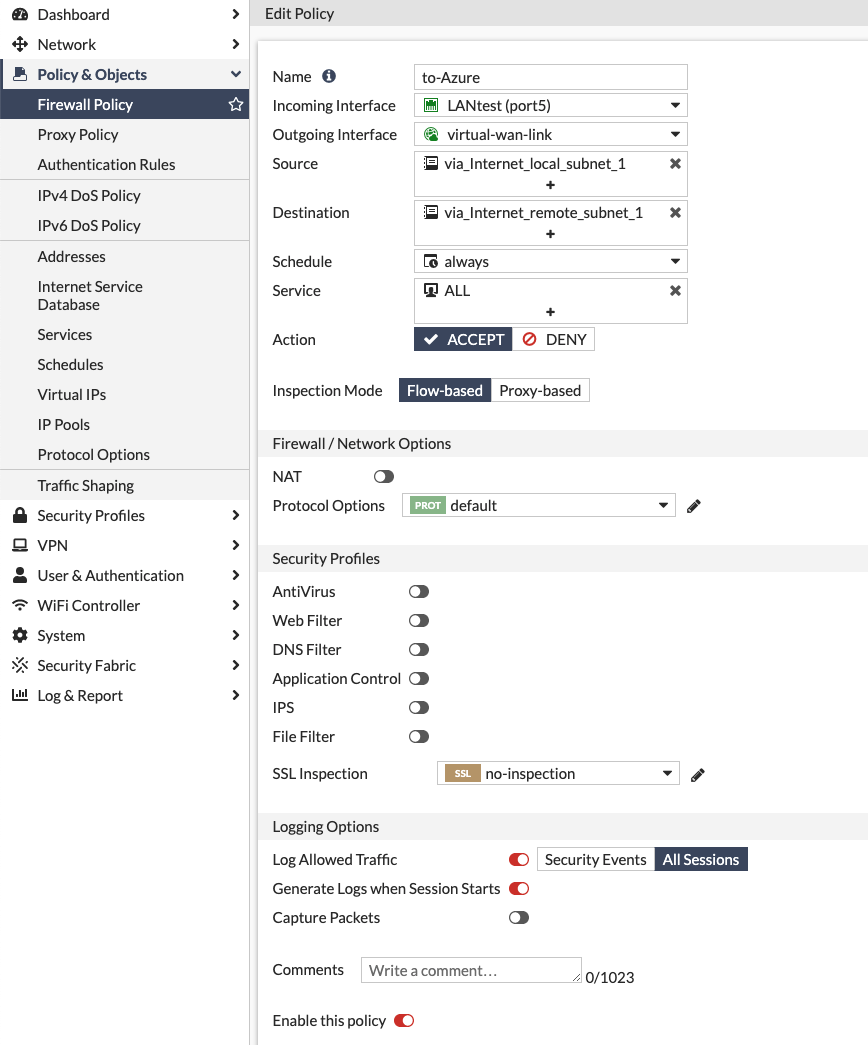 Dashboard
Network
Policy & Objects
Firewall Policy
Proxy Policy
Authentication Rules
IPv4 DoS Policy
IPv6 DoS Policy
Addresses
Internet Service
Database
Services
Schedules
Virtual IPs
IP Pools
Protocol Options
Traffic Shaping
Security Profiles
VPN
User & Authentication
WiFi Controller
System
Security Fabric
Log & Report
Edit Policy
Name to-Azure
Incoming Interface LANtest (port5)
Outgoing Interface virtual-wan-link
Source via_Internet_local_subnet_1
+
Destination via_Internet_remote_subnet_1
+
Schedule always
Service ALL
+
Action ACCEPT DENY
Inspection Mode Flow-based Proxy-based
Firewall / Network Options
NAT
Protocol Options PROT default
Security Profiles
AntiVirus
Web Filter
DNS Filter
Application Control
IPS
File Filter
SSL Inspection SSL no-inspection
Logging Options
Log Allowed Traffic Security Events All Sessions
Generate Logs when Session Starts
Capture Packets
Comments Write a comment... 0/1023
Enable this policy